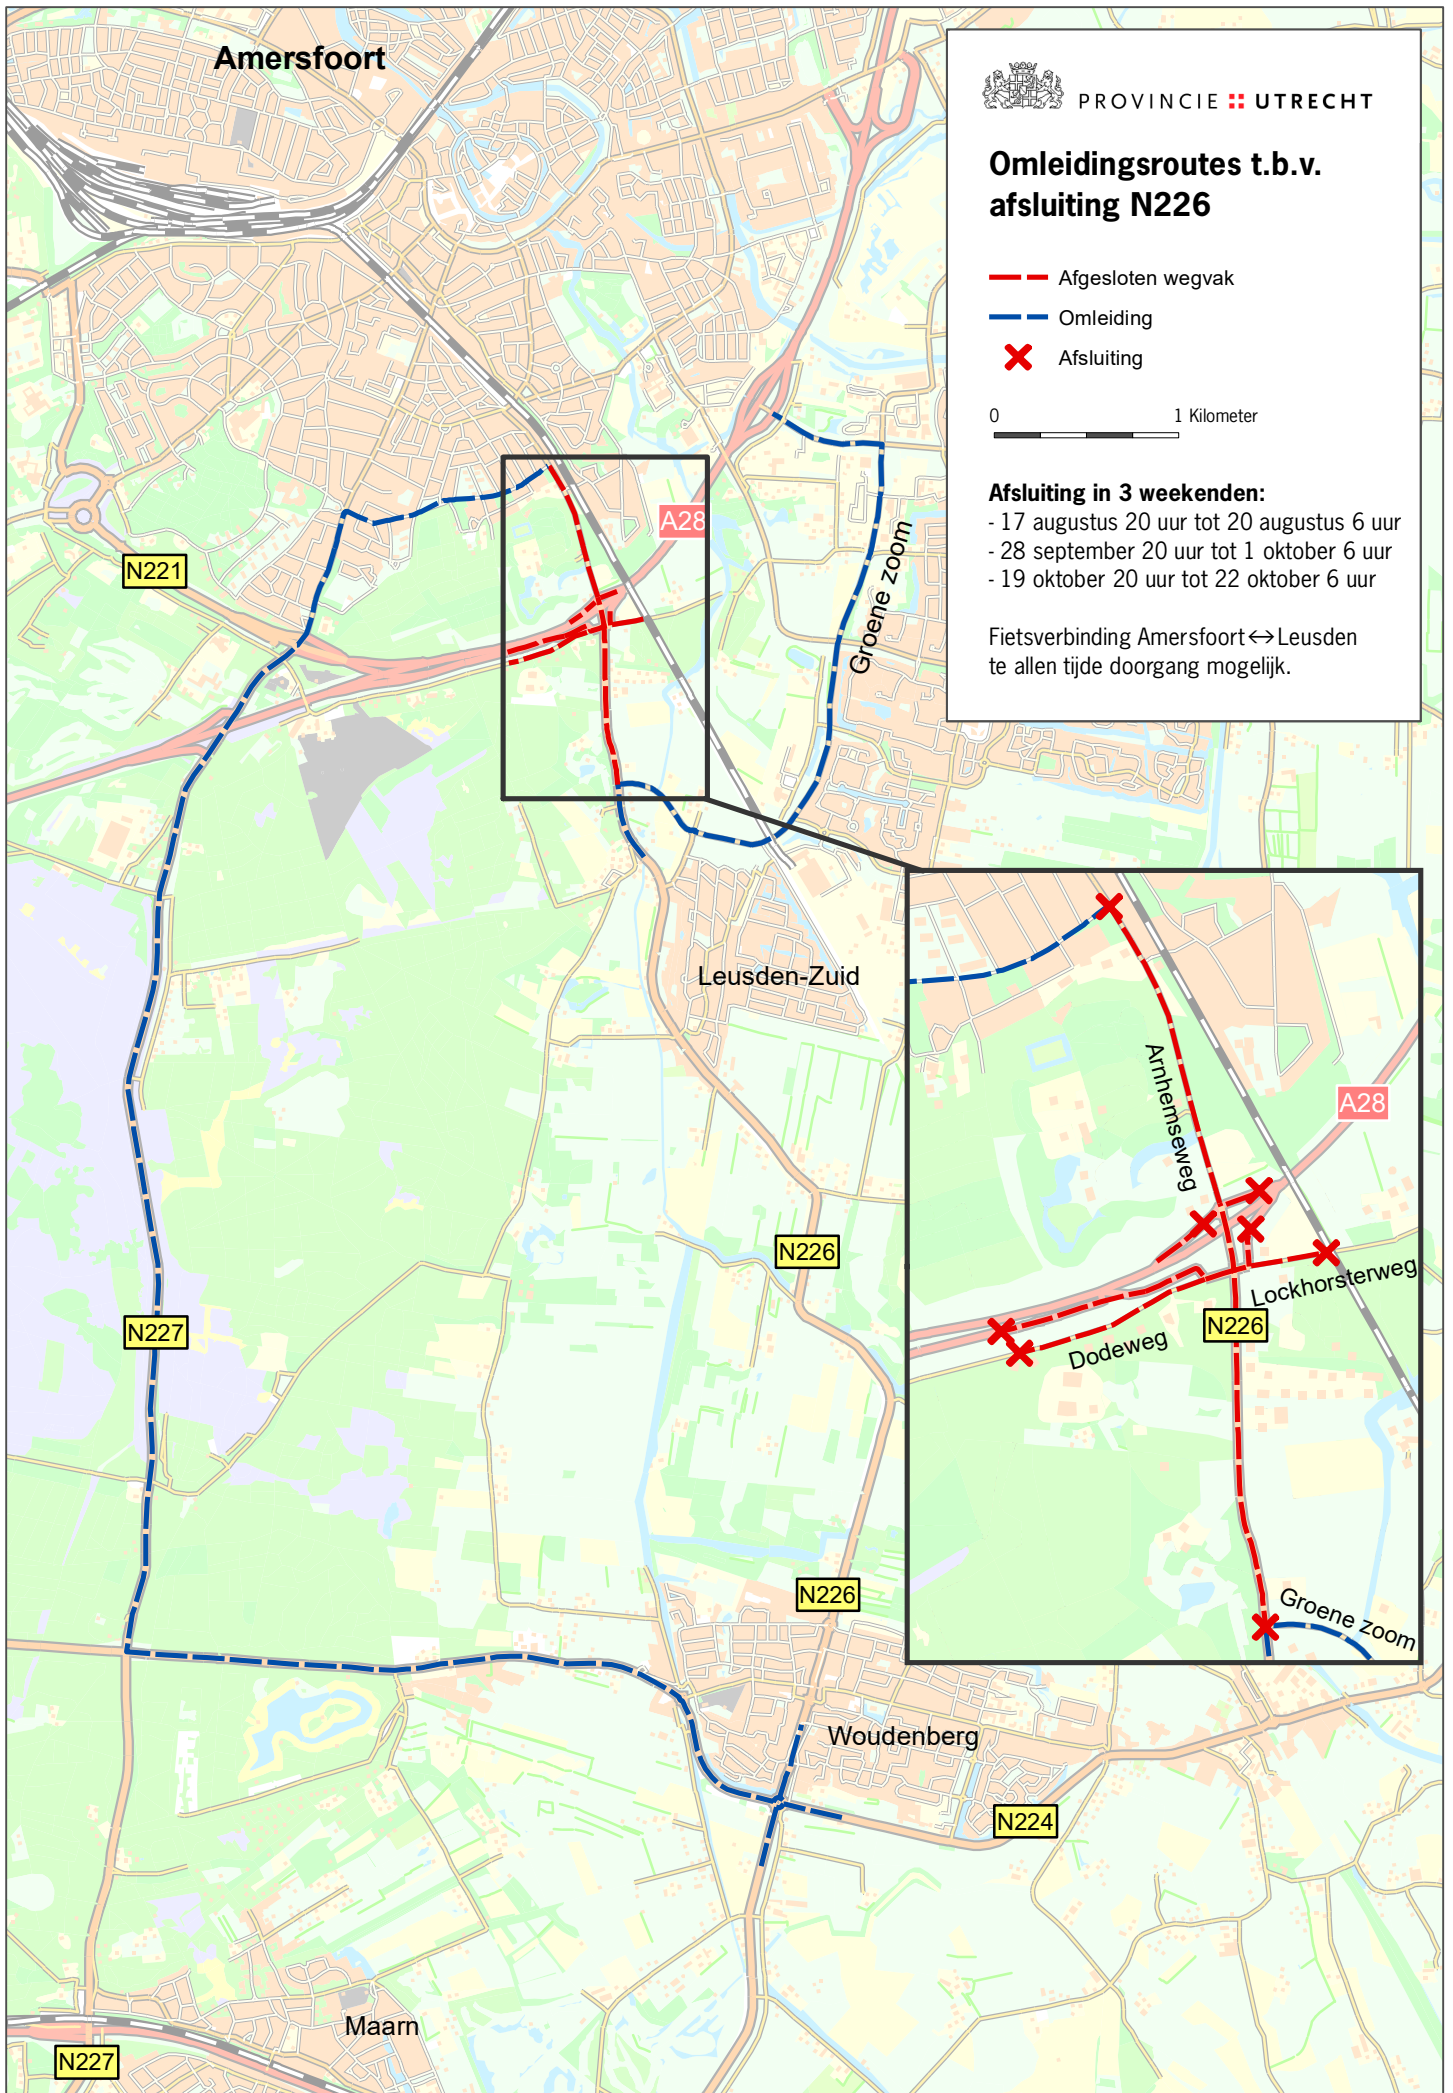 Amersfoort
PROVINCIE UTRECHT
Omleidingsroutes t.b.v.
afsluiting N226
Afgesloten wegvak
Omleiding
Afsluiting
0 1 Kilometer
Afsluiting in 3 weekenden:
- 17 augustus 20 uur tot 20 augustus 6 uur
- 28 september 20 uur tot 1 oktober 6 uur
- 19 oktober 20 uur tot 22 oktober 6 uur
Fietsverbinding Amersfoort↔Leusden
te allen tijde doorgang mogelijk.
A28
N221
Groene zoom
Leusden-Zuid
Arnhemseweg
A28
N226
Lockhorsterweg
N226
Dodeweg
N227
N226
Groene zoom
Woudenberg
N224
Maarn
N227